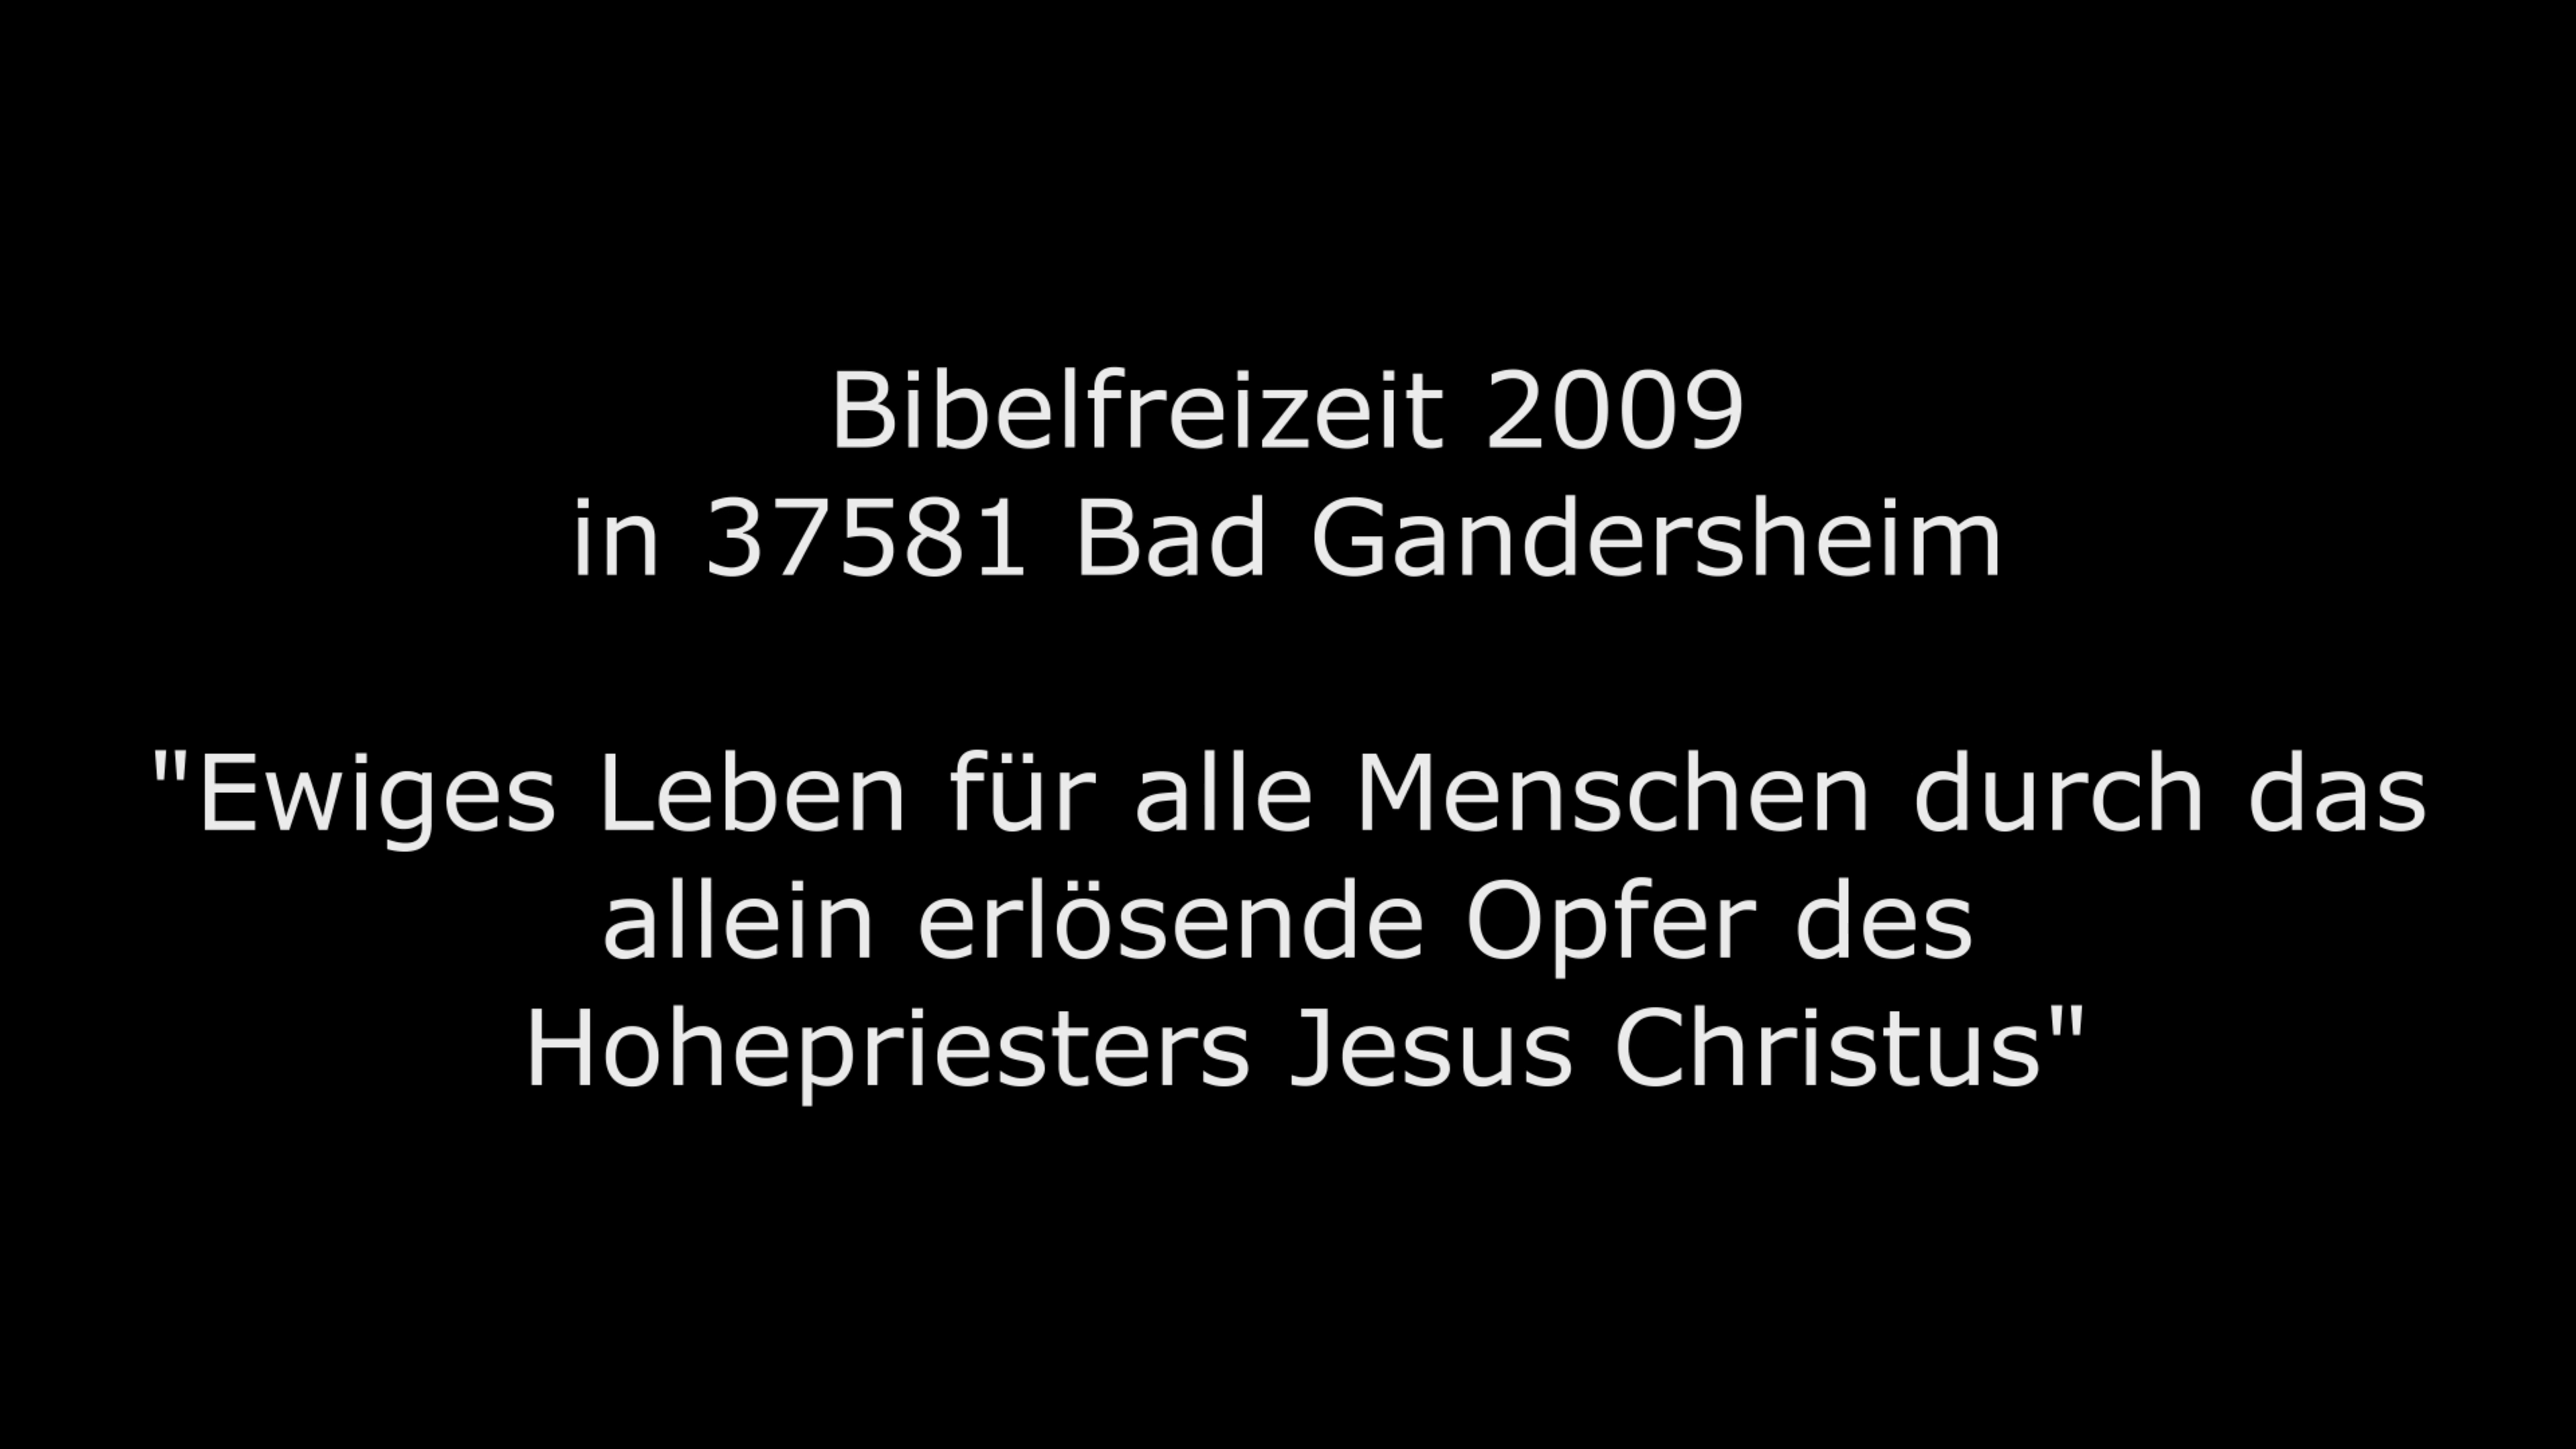 Bibelfreizeit 2009
in 37581 Bad Gandersheim
"Ewiges Leben für alle Menschen durch das
allein erlösende Opfer des
Hohepriesters Jesus Christus"